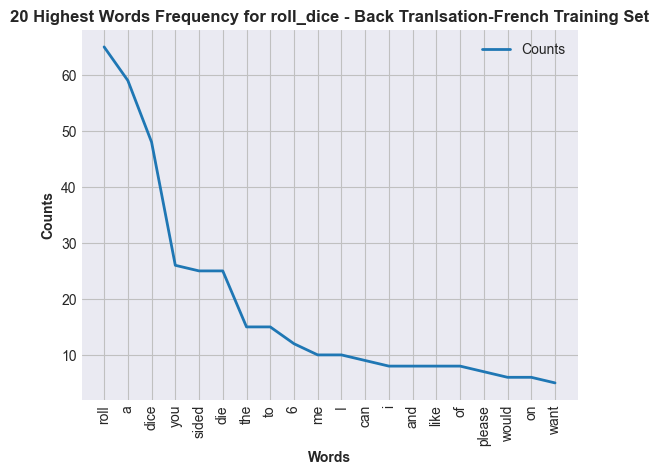 20 Highest Words Frequency for roll_dice - Back Tranlsation-French Training Set
Counts
60
50
40
30
20
10
Counts
roll
a
dice
you
sided
die
the
to
6
me
I
can
i
and
like
of
please
would
on
want
Words